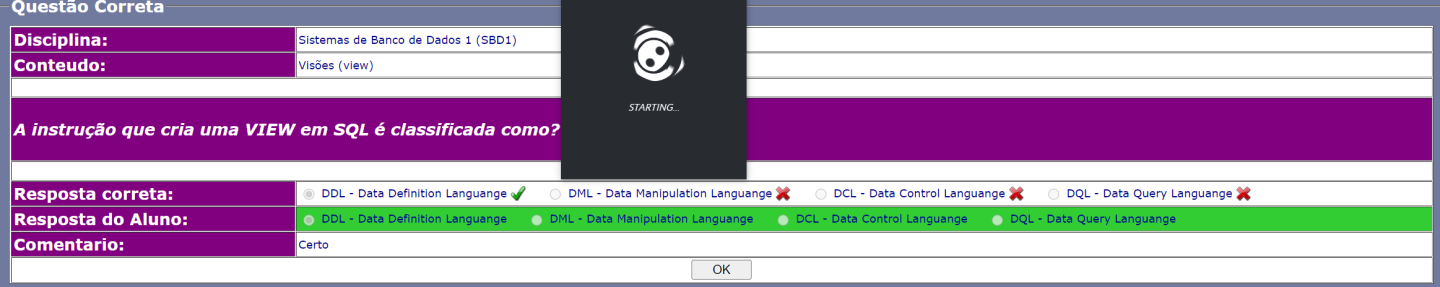 Questão Correta
Disciplina: Sistemas de Banco de Dados 1 (SBD1)
Conteudo: Visões (view)
STARTING...
A instrução que cria uma VIEW em SQL é classificada como?
Resposta correta: DDL - Data Definition Languange DML - Data Manipulation Languange DCL - Data Control Languange DQL - Data Query Languange
Resposta do Aluno: DDL - Data Definition Languange DML - Data Manipulation Languange DCL - Data Control Languange DQL - Data Query Languange
Comentario: Certo
OK